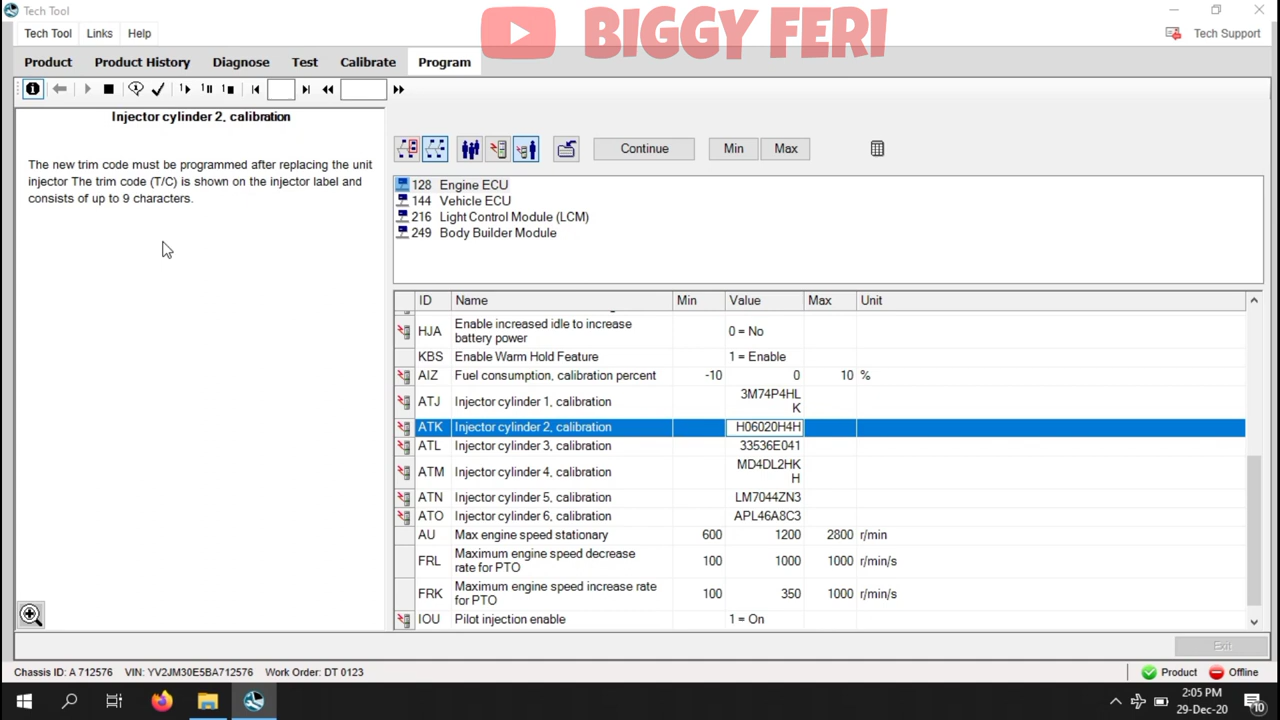 Tech Tool
BIGGY FERI
Tech Tool Links Help
Tech Support
Product Product History Diagnose Test Calibrate Program
Injector cylinder 2, calibration
The new trim code must be programmed after replacing the unit
injector The trim code (T/C) is shown on the injector label and
consists of up to 9 characters.
Continue Min Max
128 Engine ECU
144 Vehicle ECU
216 Light Control Module (LCM)
249 Body Builder Module
ID Name Min Value Max Unit
HJA Enable increased idle to increase
battery power 0 = No
KBS Enable Warm Hold Feature 1 = Enable
AIZ Fuel consumption, calibration percent -10 0 10 %
ATJ Injector cylinder 1, calibration 3M74P4HL
K
ATK Injector cylinder 2, calibration H06020H4H
ATL Injector cylinder 3, calibration 33536E041
ATM Injector cylinder 4, calibration MD4DL2HK
H
ATN Injector cylinder 5, calibration LM7044ZN3
ATO Injector cylinder 6, calibration APL46A8C3
AU Max engine speed stationary 600 1200 2800 r/min
FRL Maximum engine speed decrease
rate for PTO 100 1000 1000 r/min/s
FRK Maximum engine speed increase rate
for PTO 100 350 1000 r/min/s
IOU Pilot injection enable 1 = On
Exit
Chassis ID: A 712576 VIN: YV2JM30E5BA712576 Work Order: DT 0123 Product Offline
2:05 PM
29-Dec-20
10